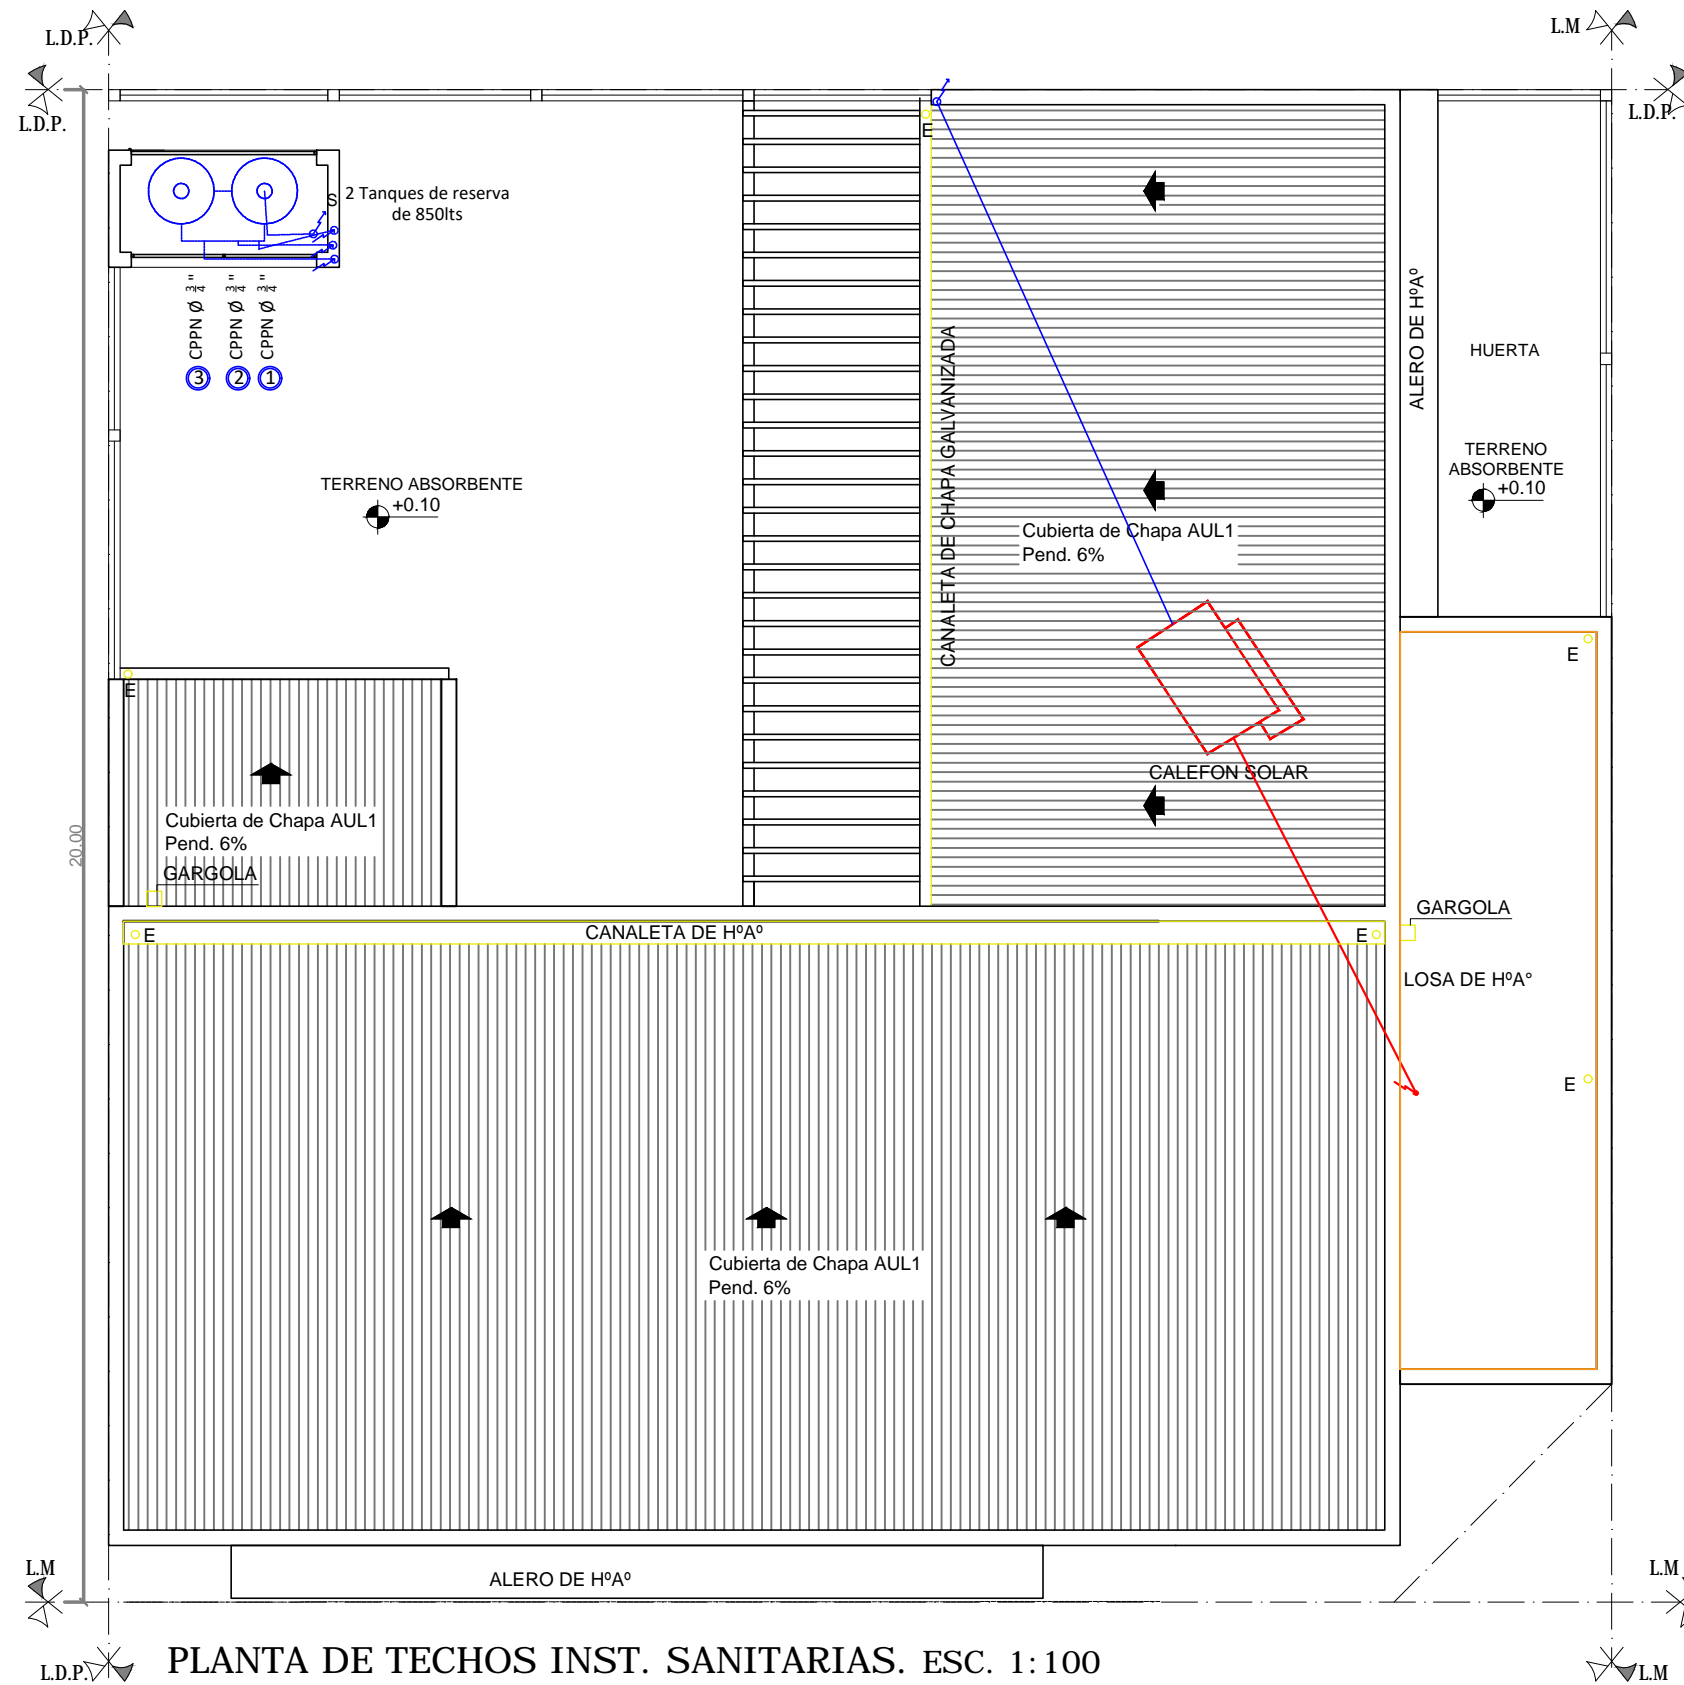 L.D.P.
L.M
L.D.P.
L.D.P.
E
S
2 Tanques de reserva
de 850lts
CPPN Ø 3/4"
CPPN Ø 3/4"
CPPN Ø 3/4"
3
2
1
CANALETA DE CHAPA GALVANIZADA
ALERO DE HºAº
HUERTA
TERRENO
ABSORBENTE
+0.10
TERRENO ABSORBENTE
+0.10
Cubierta de Chapa AUL1
Pend. 6%
E
E
CALEFON SOLAR
20.00
Cubierta de Chapa AUL1
Pend. 6%
GARGOLA
GARGOLA
E
CANALETA DE HºAº
E
LOSA DE HºA°
E
Cubierta de Chapa AUL1
Pend. 6%
L.M
ALERO DE HºAº
L.M
L.D.P.
PLANTA DE TECHOS INST. SANITARIAS. ESC. 1:100
L.M